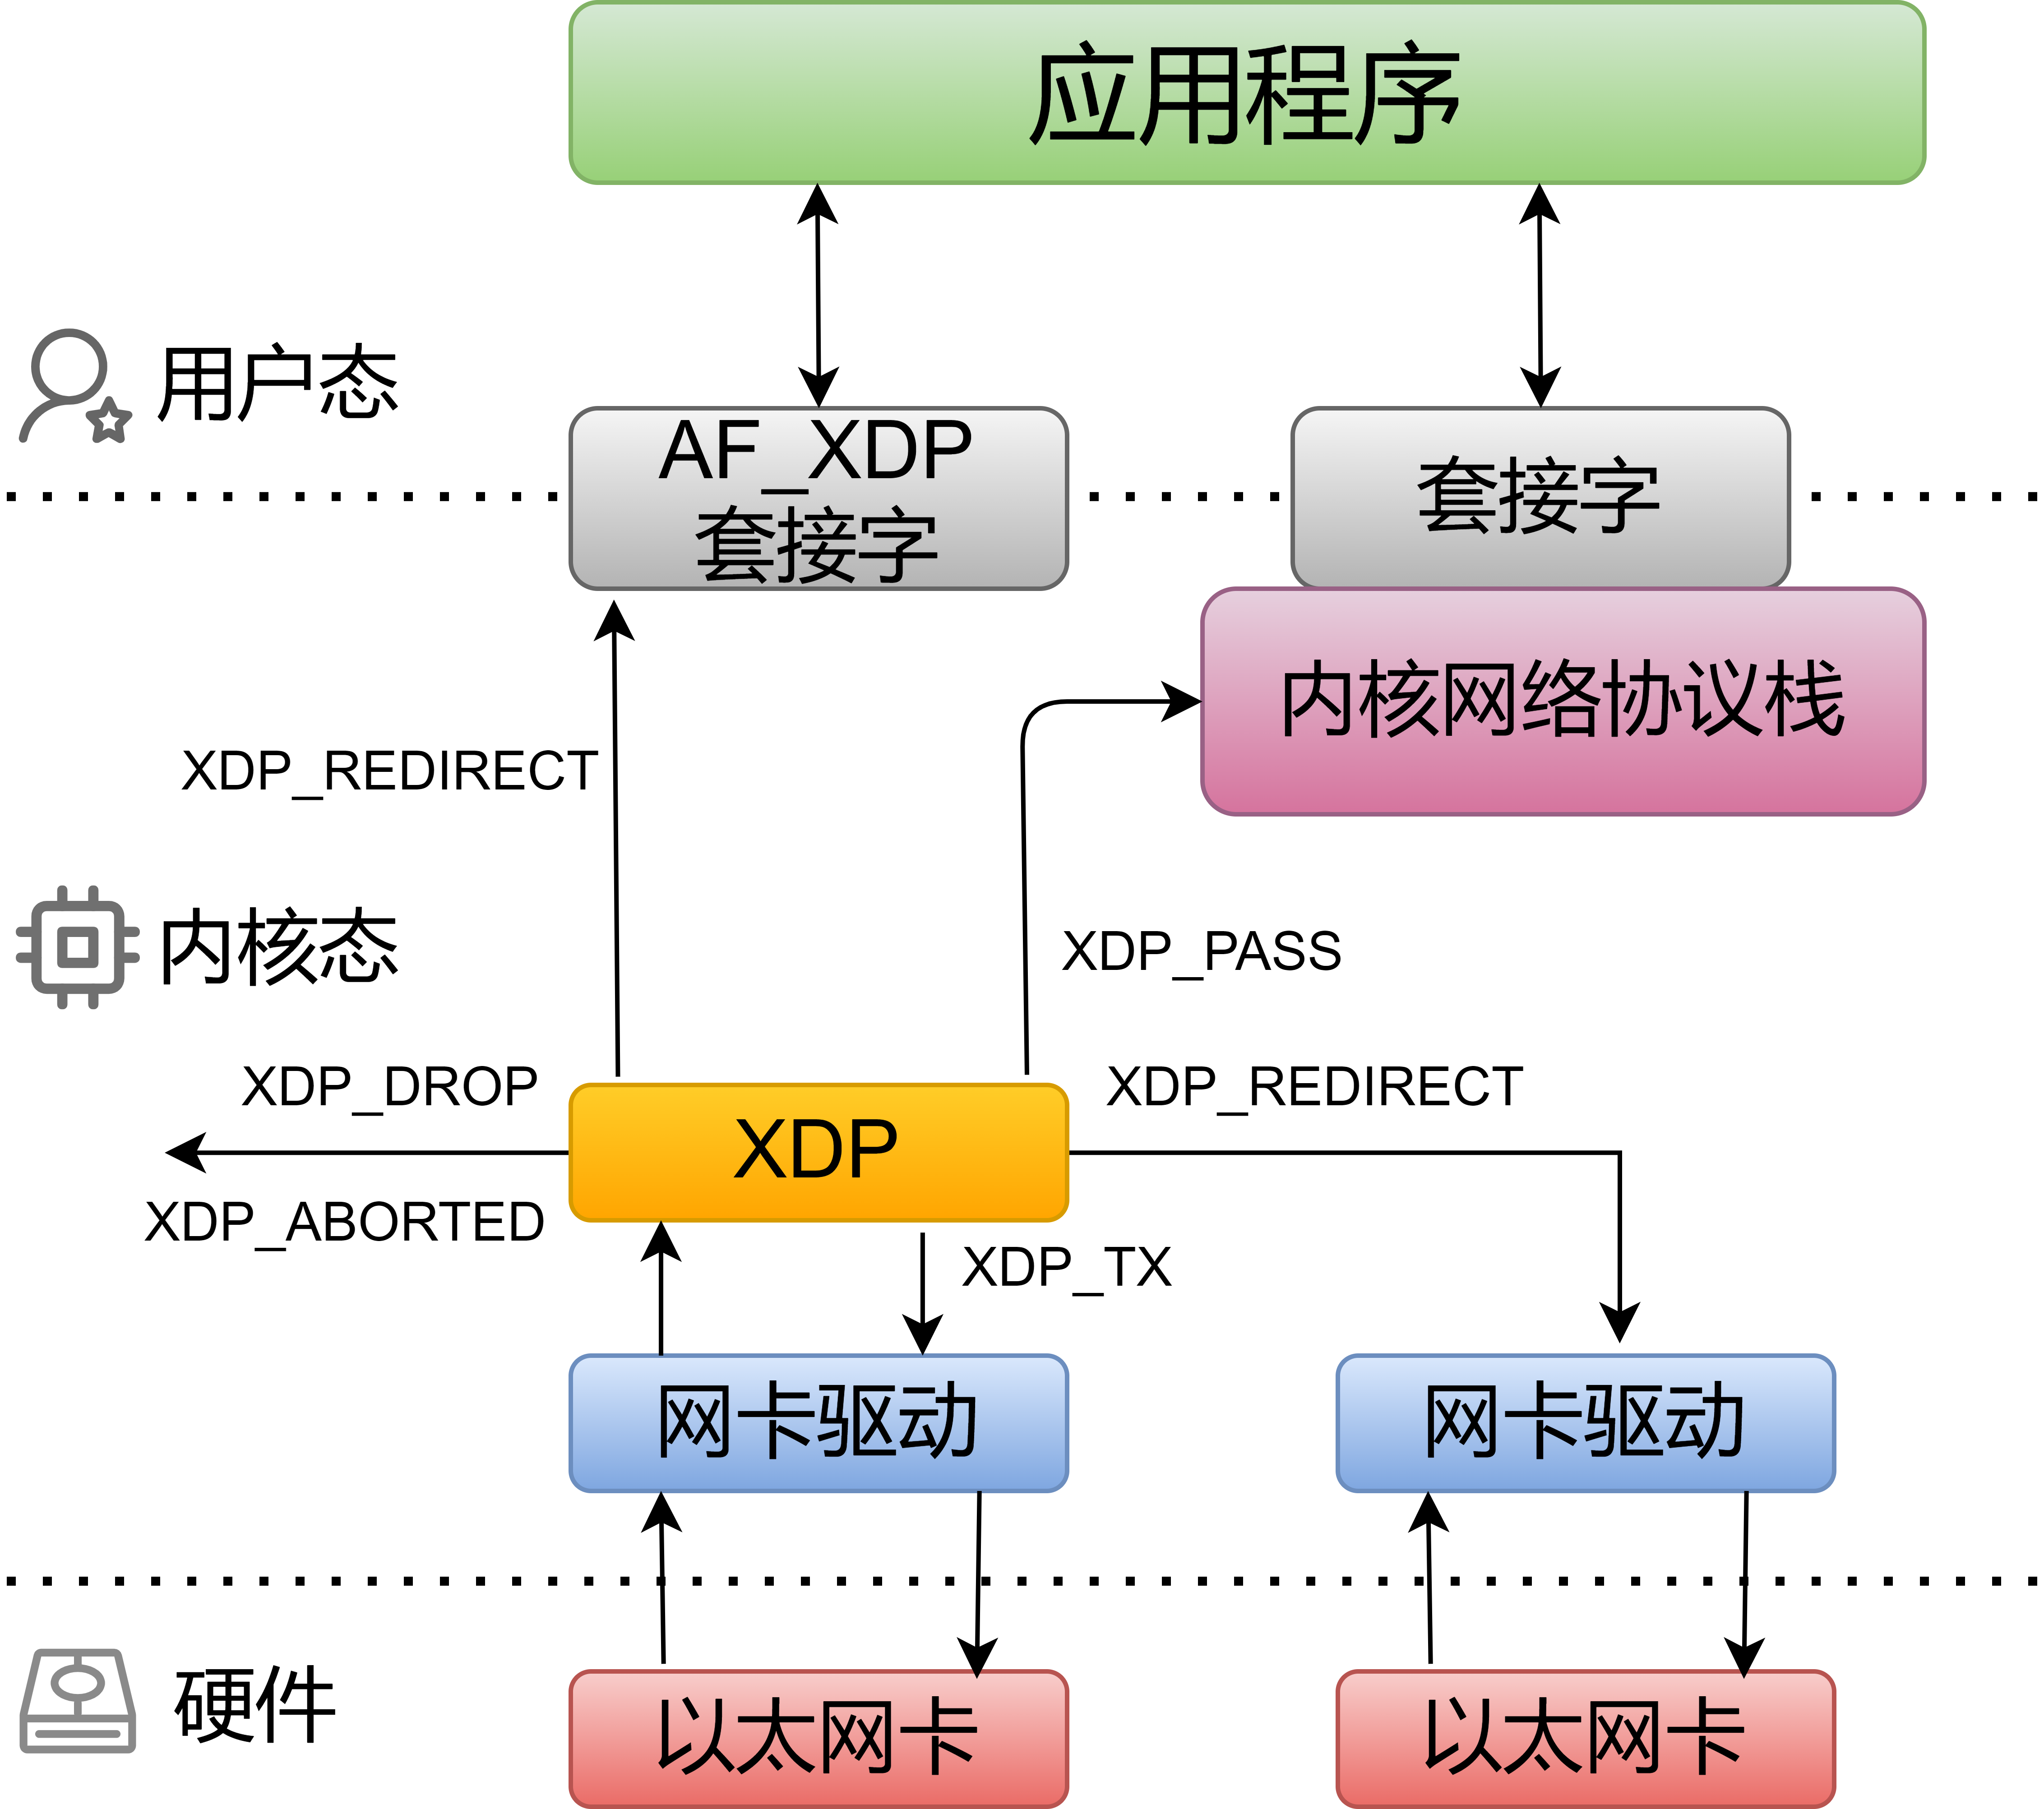 应用程序
用户态
AF_XDP
套接字
套接字
内核网络协议栈
XDP_REDIRECT
内核态
XDP_PASS
XDP_DROP
XDP_REDIRECT
XDP
XDP_ABORTED
XDP_TX
网卡驱动
网卡驱动
硬件
以太网卡
以太网卡